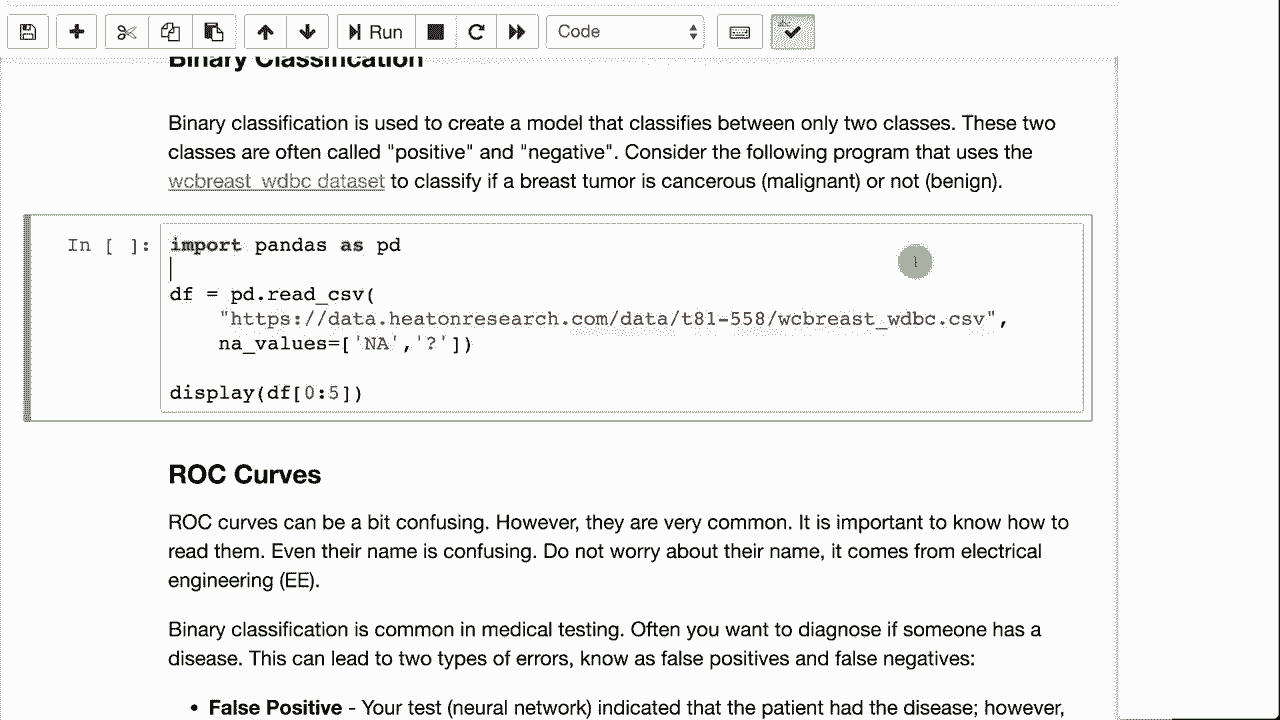 Run
Code
abc
Binary Classification
Binary classification is used to create a model that classifies between only two classes. These two
classes are often called "positive" and "negative". Consider the following program that uses the
wcbreast_wdbc dataset to classify if a breast tumor is cancerous (malignant) or not (benign).
In [ ]:
import pandas as pd
df = pd.read_csv(
"https://data.heatonresearch.com/data/t81-558/wcbreast_wdbc.csv",
na_values=['NA','?'])
display(df[0:5])
ROC Curves
ROC curves can be a bit confusing. However, they are very common. It is important to know how to
read them. Even their name is confusing. Do not worry about their name, it comes from electrical
engineering (EE).
Binary classification is common in medical testing. Often you want to diagnose if someone has a
disease. This can lead to two types of errors, know as false positives and false negatives:
• False Positive - Your test (neural network) indicated that the patient had the disease; however,